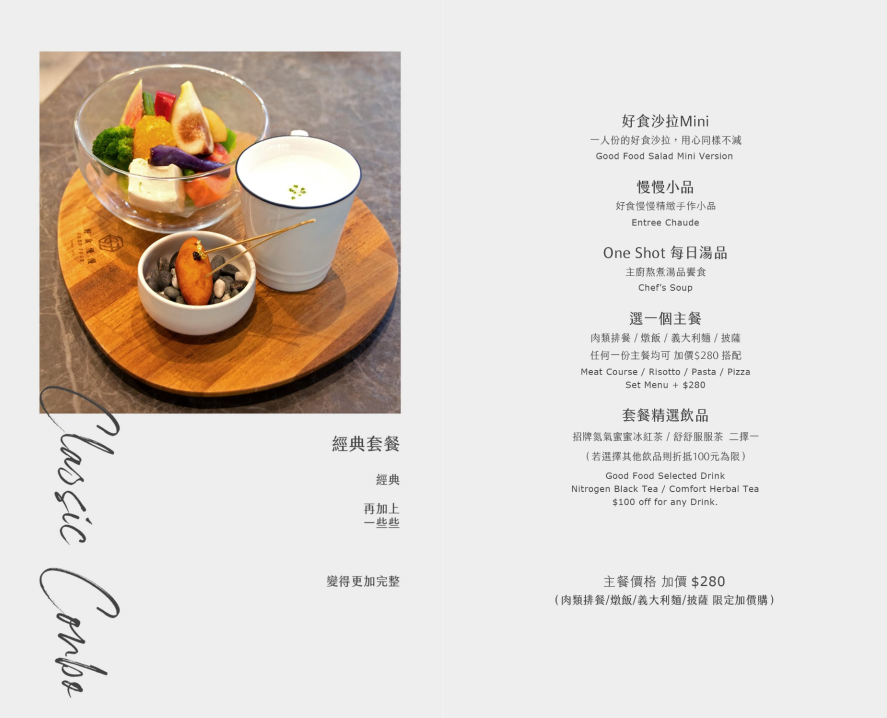 Classic Conbo
經典套餐
經典
再加上
一些些
變得更加完整
好食沙拉Mini
一人份的好食沙拉，用心同樣不減
Good Food Salad Mini Version
慢慢小品
好食慢慢精緻手作小品
Entree Chaude
One Shot 每日湯品
主廚熬煮湯品饗食
Chef's Soup
選一個主餐
肉類排餐 / 燉飯 / 義大利麵 / 披薩
任何一份主餐均可 加價$280 搭配
Meat Course / Risotto / Pasta / Pizza
Set Menu + $280
套餐精選飲品
招牌氮氣蜜蜜冰紅茶 / 舒舒服服茶 二擇一
（若選擇其他飲品則折抵100元為限）
Good Food Selected Drink
Nitrogen Black Tea / Comfort Herbal Tea
$100 off for any Drink.
主餐價格 加價 $280
（肉類排餐/燉飯/義大利麵/披薩 限定加價購）